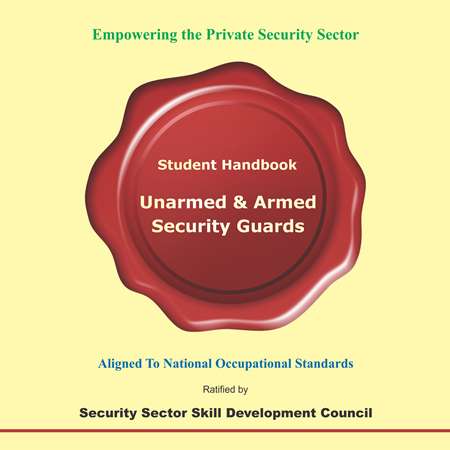 Empowering the Private Security Sector
Student Handbook
Unarmed & Armed
Security Guards
Aligned To National Occupational Standards
Ratified by
Security Sector Skill Development Council